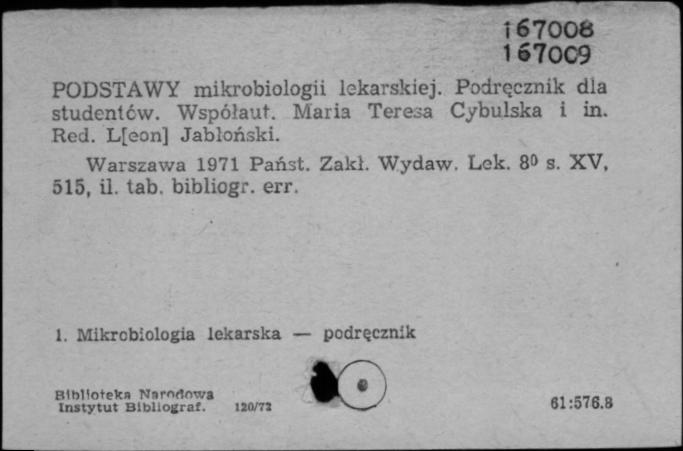 167008
167009
PODSTAWY mikrobiologii lekarskiej. Podręcznik dla
studentów. Współaut. Maria Teresa Cybulska i in.
Red. L[eon] Jabłoński.
Warszawa 1971 Państ. Zakł. Wydaw. Lek. 8⁰ s. XV,
515, il. tab. bibliogr. err.
1. Mikrobiologia lekarska — podręcznik
Biblioteka Narodowa
Instytut Bibliograf. 120/72
61:576.8